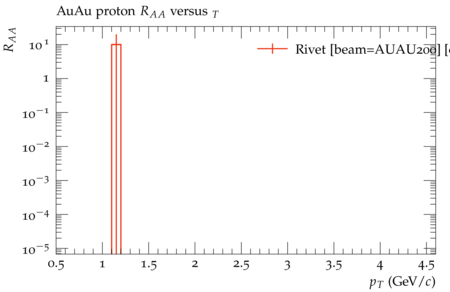 AuAu proton R_AA versus _T
R_AA
Rivet [beam=AUAU200] [
10^1
1
10^−1
10^−2
10^−3
10^−4
10^−5
0.5 1 1.5 2 2.5 3 3.5 4 4.5
p_T (GeV/c)